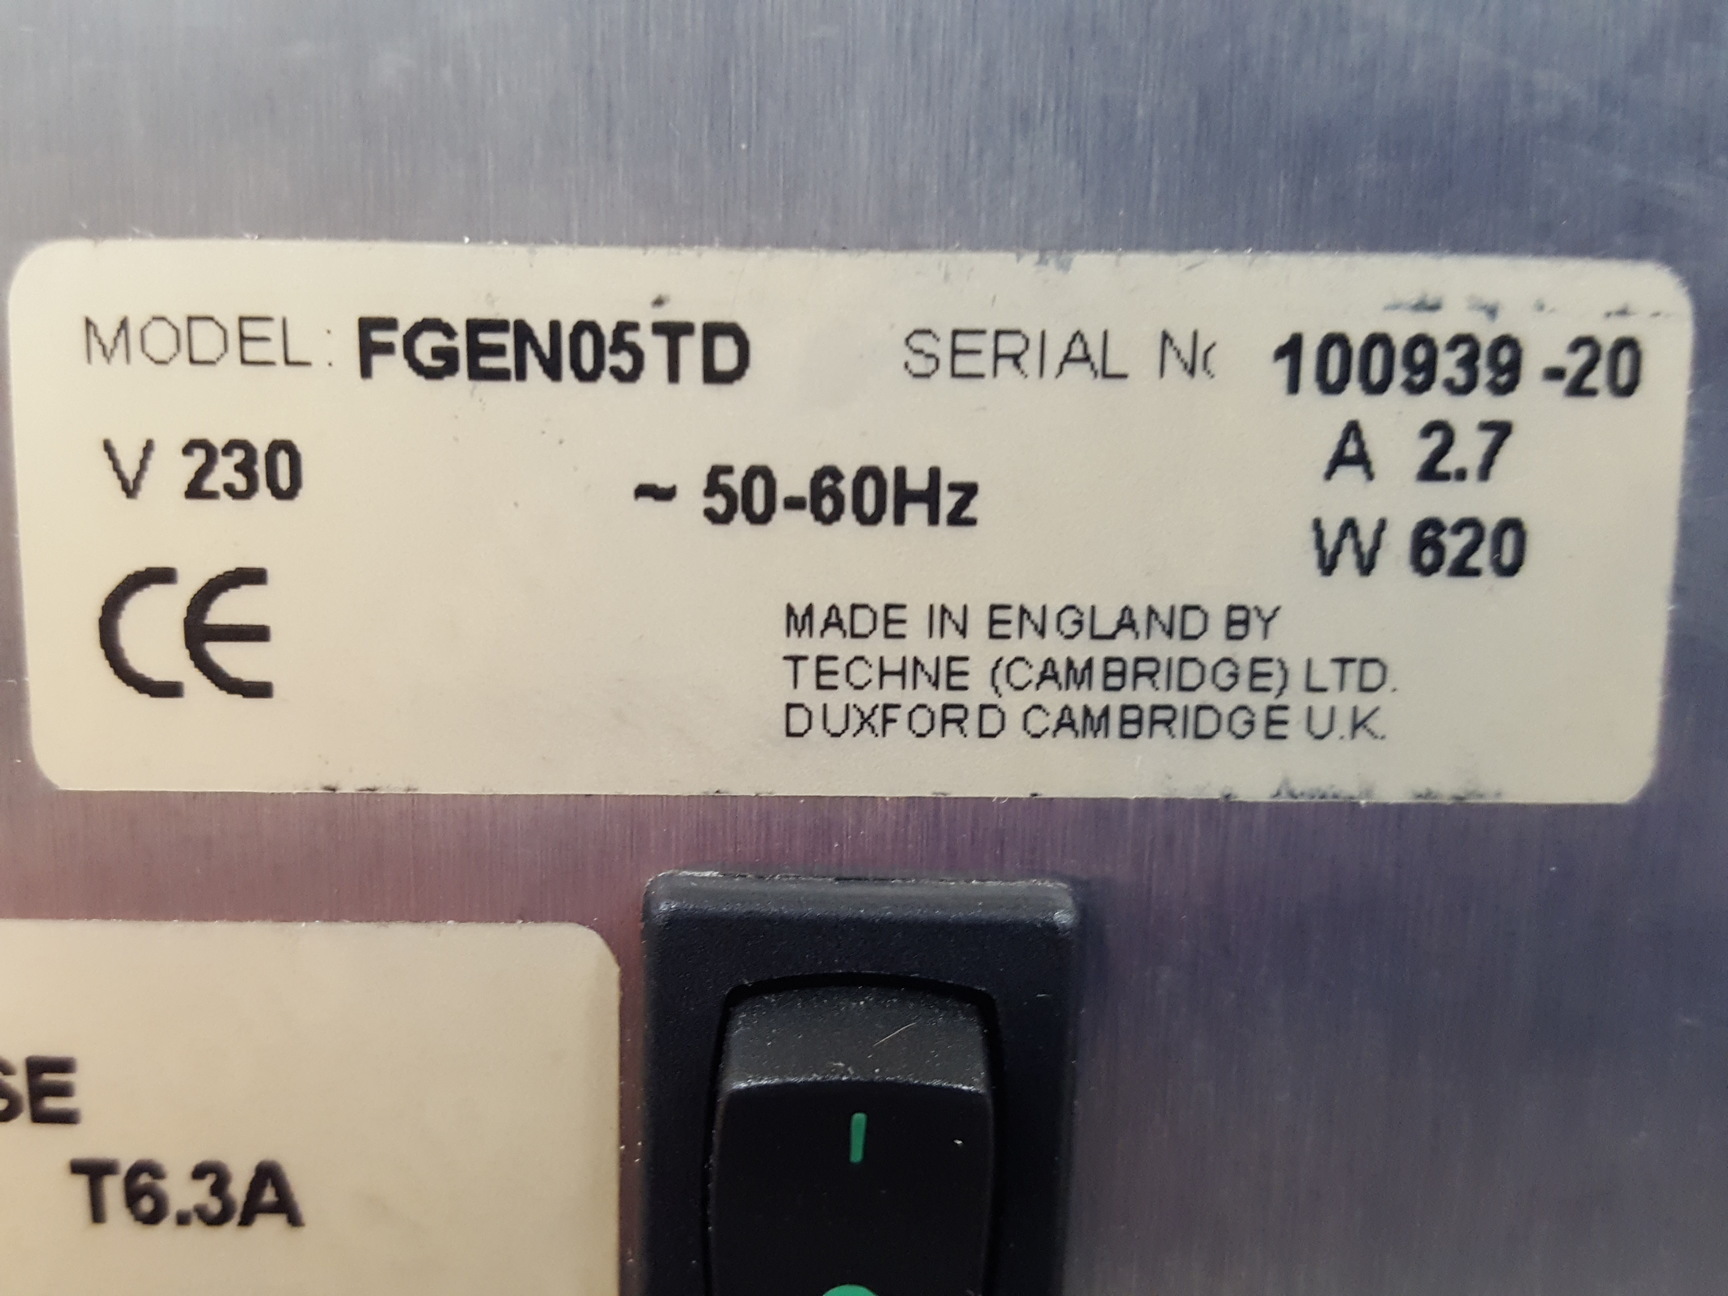 MODEL: FGEN05TD SERIAL No 100939-20
V 230 ~ 50-60Hz A 2.7
W 620
CE
MADE IN ENGLAND BY
TECHNE (CAMBRIDGE) LTD.
DUXFORD CAMBRIDGE U.K.
SE
T6.3A
I